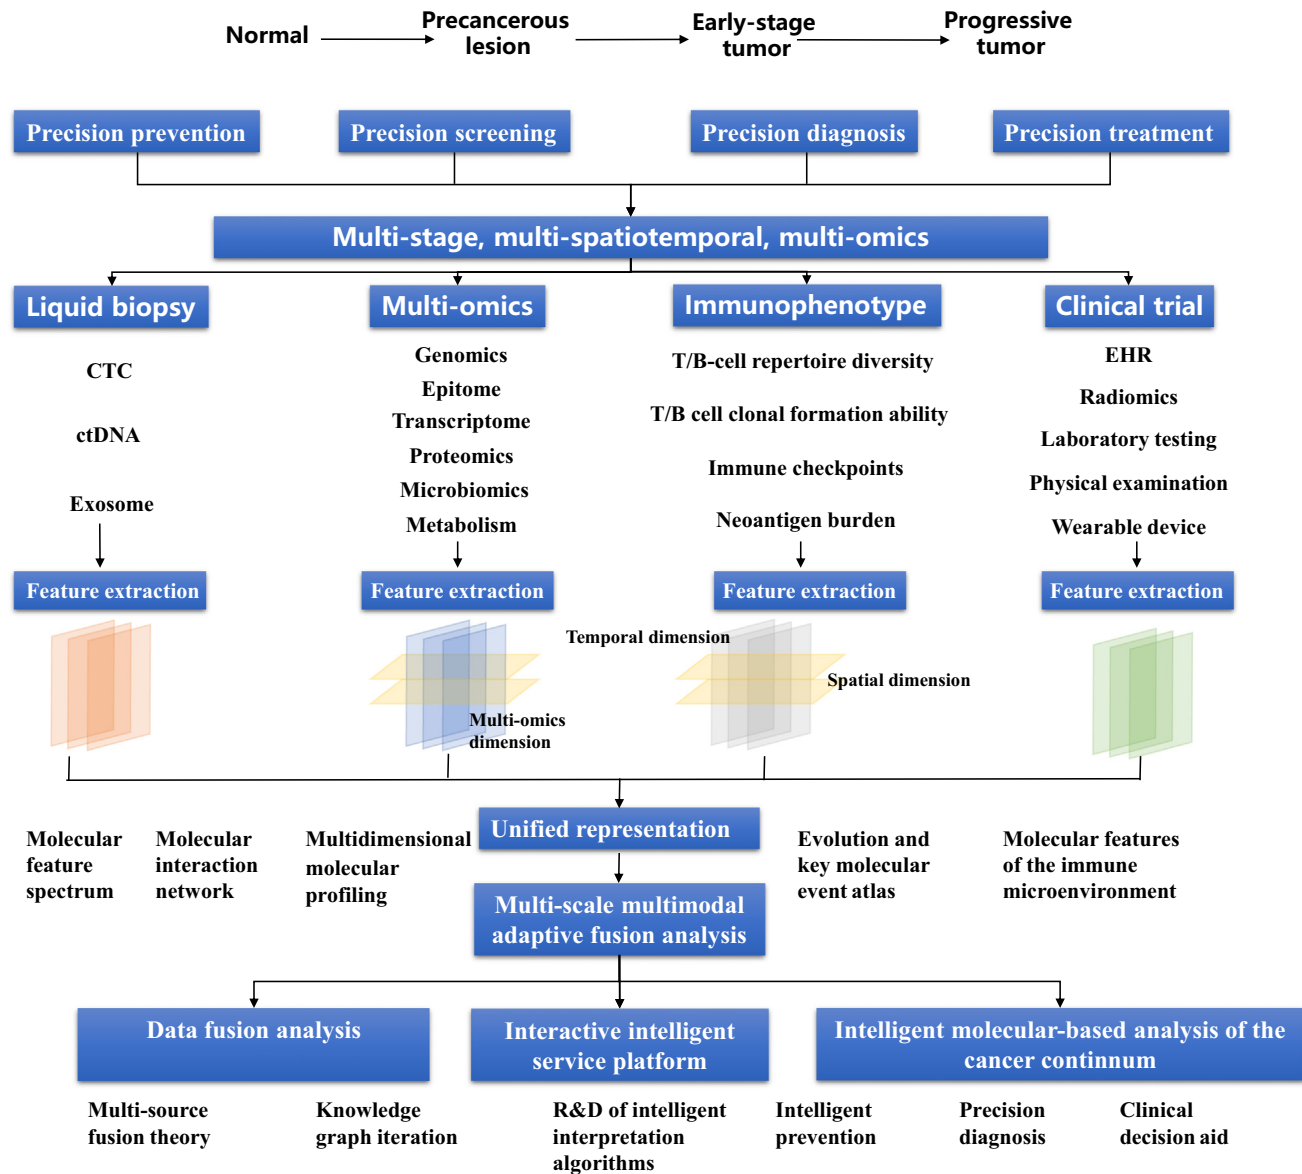 Normal
Precancerous
lesion
Early-stage
tumor
Progressive
tumor
Precision prevention
Precision screening
Precision diagnosis
Precision treatment
Multi-stage, multi-spatiotemporal, multi-omics
Liquid biopsy
Multi-omics
Immunophenotype
Clinical trial
CTC
ctDNA
Exosome
Genomics
Epitome
Transcriptome
Proteomics
Microbiomics
Metabolism
T/B-cell repertoire diversity
T/B cell clonal formation ability
Immune checkpoints
Neoantigen burden
EHR
Radiomics
Laboratory testing
Physical examination
Wearable device
Feature extraction
Feature extraction
Feature extraction
Feature extraction
Temporal dimension
Spatial dimension
Multi-omics
dimension
Unified representation
Molecular
feature
spectrum
Molecular
interaction
network
Multidimensional
molecular
profiling
Evolution and
key molecular
event atlas
Molecular features
of the immune
microenvironment
Multi-scale multimodal
adaptive fusion analysis
Data fusion analysis
Interactive intelligent
service platform
Intelligent molecular-based analysis of the
cancer continnum
Multi-source
fusion theory
Knowledge
graph iteration
R&D of intelligent
interpretation
algorithms
Intelligent
prevention
Precision
diagnosis
Clinical
decision aid